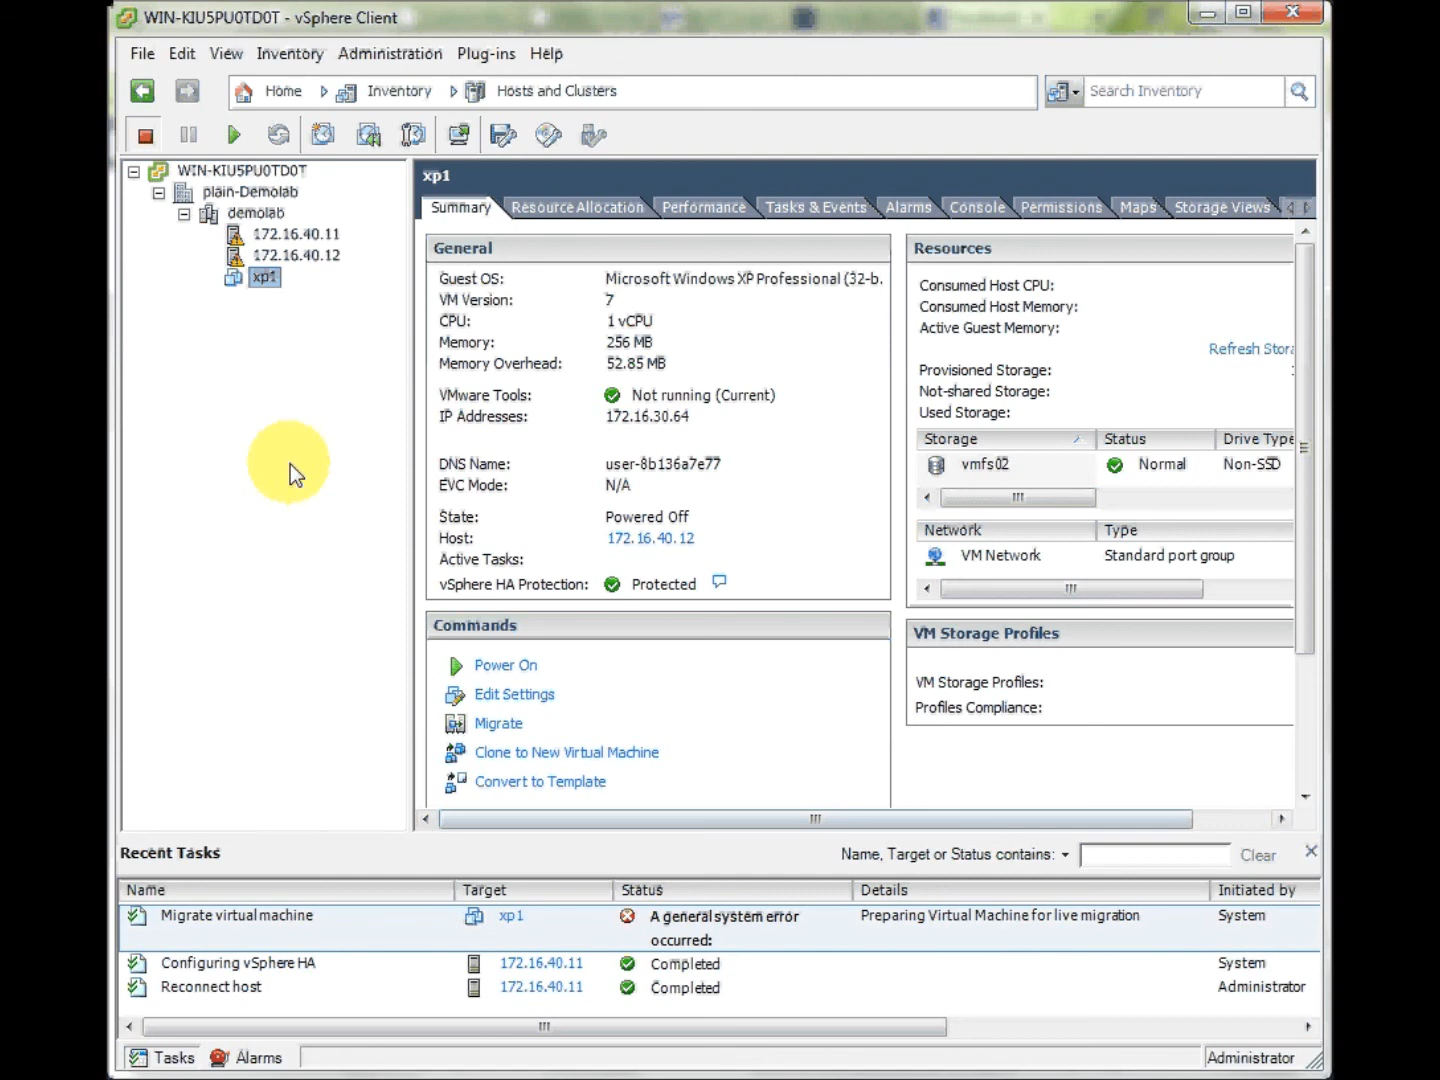 WIN-KIU5PU0TD0T - vSphere Client
File Edit View Inventory Administration Plug-ins Help
Home Inventory Hosts and Clusters Search Inventory
WIN-KIU5PU0TD0T
plain-Demolab
demolab
172.16.40.11
172.16.40.12
xp1
xp1
Summary Resource Allocation Performance Tasks & Events Alarms Console Permissions Maps Storage Views
General
Guest OS: Microsoft Windows XP Professional (32-b.
VM Version: 7
CPU: 1 vCPU
Memory: 256 MB
Memory Overhead: 52.85 MB
VMware Tools: Not running (Current)
IP Addresses: 172.16.30.64
DNS Name: user-8b136a7e77
EVC Mode: N/A
State: Powered Off
Host: 172.16.40.12
Active Tasks:
vSphere HA Protection: Protected
Commands
Power On
Edit Settings
Migrate
Clone to New Virtual Machine
Convert to Template
Resources
Consumed Host CPU:
Consumed Host Memory:
Active Guest Memory:
Refresh Stora
Provisioned Storage:
Not-shared Storage:
Used Storage:
Storage Status Drive Type
vmfs02 Normal Non-SSD
Network Type
VM Network Standard port group
VM Storage Profiles
VM Storage Profiles:
Profiles Compliance:
Recent Tasks
Name, Target or Status contains: Clear
Name Target Status Details Initiated by
Migrate virtual machine xp1 A general system error Preparing Virtual Machine for live migration System
occurred:
Configuring vSphere HA 172.16.40.11 Completed System
Reconnect host 172.16.40.11 Completed Administrator
Tasks Alarms Administrator